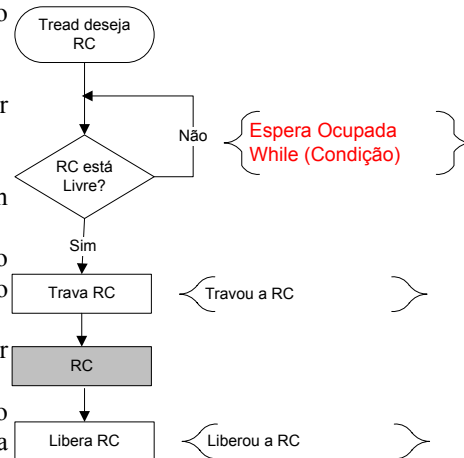 o
Tread deseja
RC
r
Não
Espera Ocupada
While (Condição)
RC está
Livre?
Sim
o
o
Trava RC
Travou a RC
r
RC
o
a
Libera RC
Liberou a RC